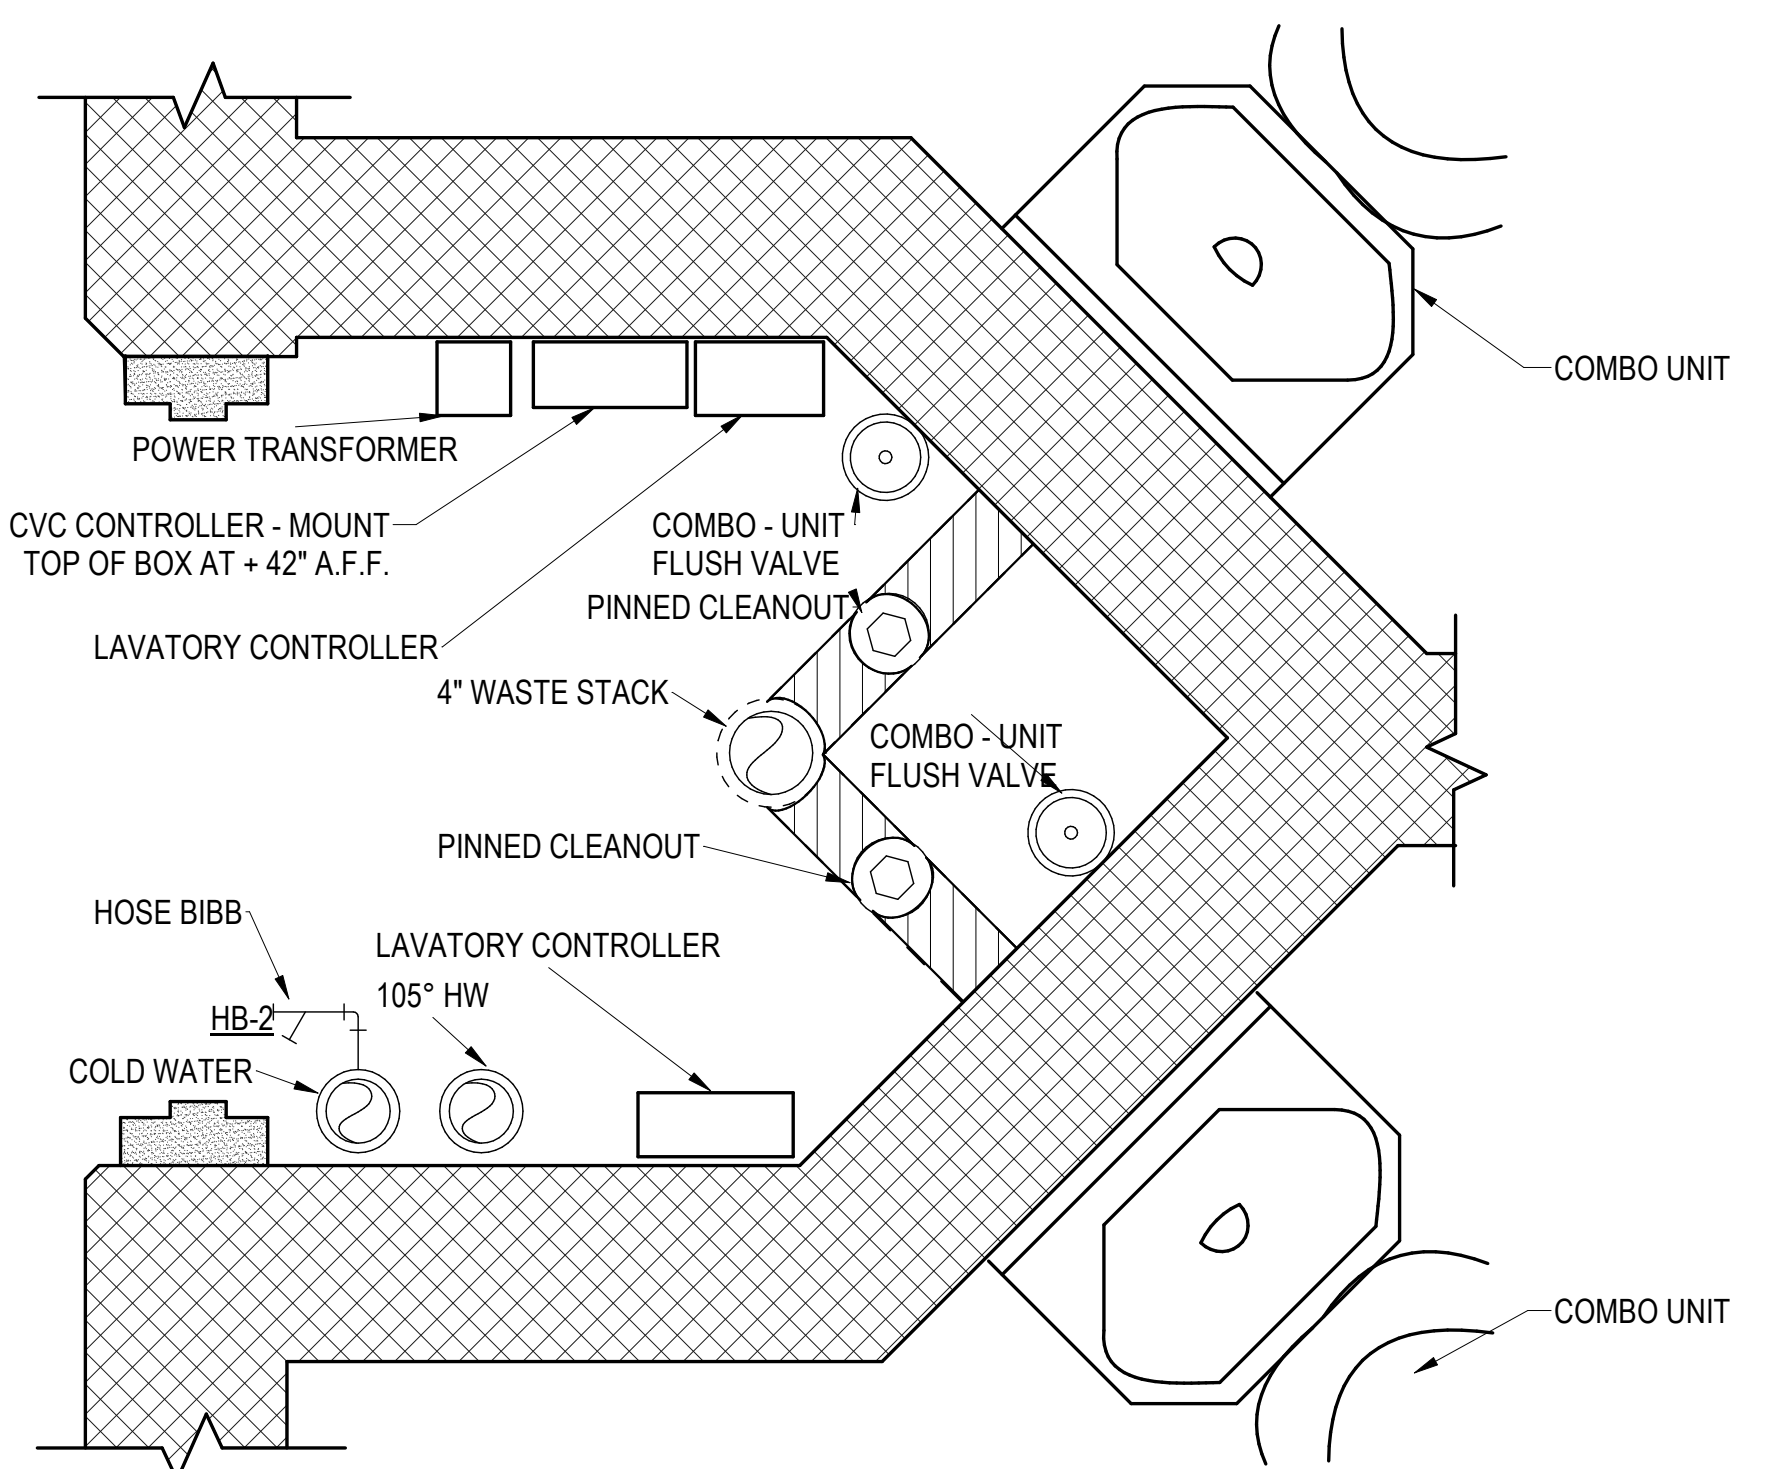 COMBO UNIT
POWER TRANSFORMER
CVC CONTROLLER - MOUNT
TOP OF BOX AT + 42" A.F.F.
COMBO - UNIT
FLUSH VALVE
PINNED CLEANOUT
LAVATORY CONTROLLER
4" WASTE STACK
COMBO - UNIT
FLUSH VALVE
PINNED CLEANOUT
HOSE BIBB
LAVATORY CONTROLLER
105° HW
HB-2
COLD WATER
COMBO UNIT